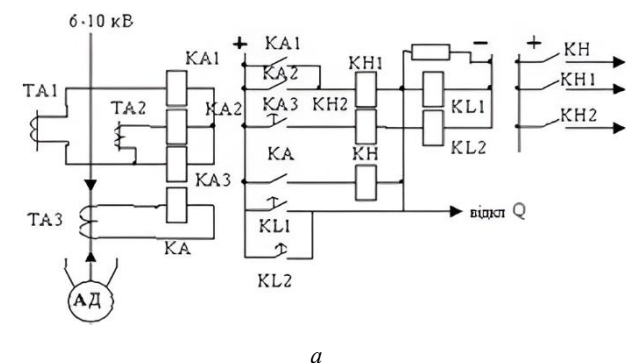 6-10 кВ
TA1
KA1
TA2
KA2
KA3
TA3
KA
АД
+
KA1
KA2
KH1
KH2
KA3
KL1
KL2
KA
KH
KL1
KL2
відкл Q
−
+
KH
KH1
KH2
а